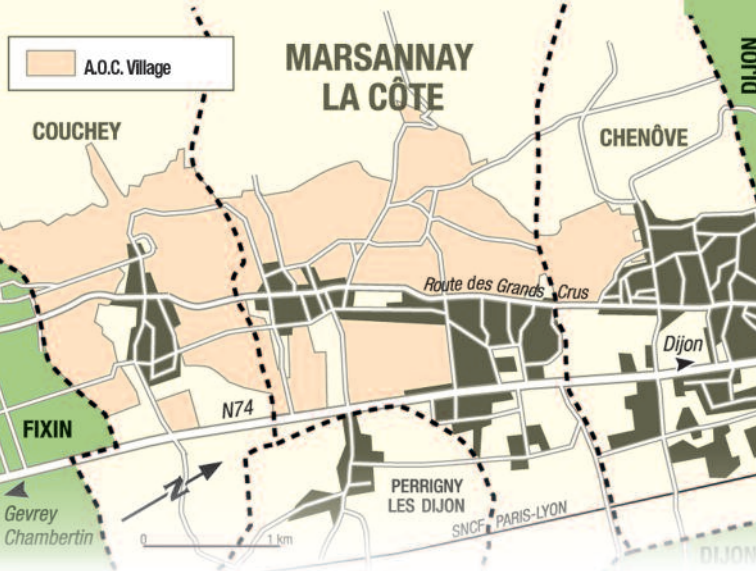 A.O.C. Village
MARSANNAY
LA CÔTE
DIJON
COUCHEY
CHENÔVE
Route des Grands Crus
Dijon
N74
FIXIN
N
PERRIGNY
LES DIJON
Gevrey
Chambertin
SNCF PARIS-LYON
0 1 km
DIJON